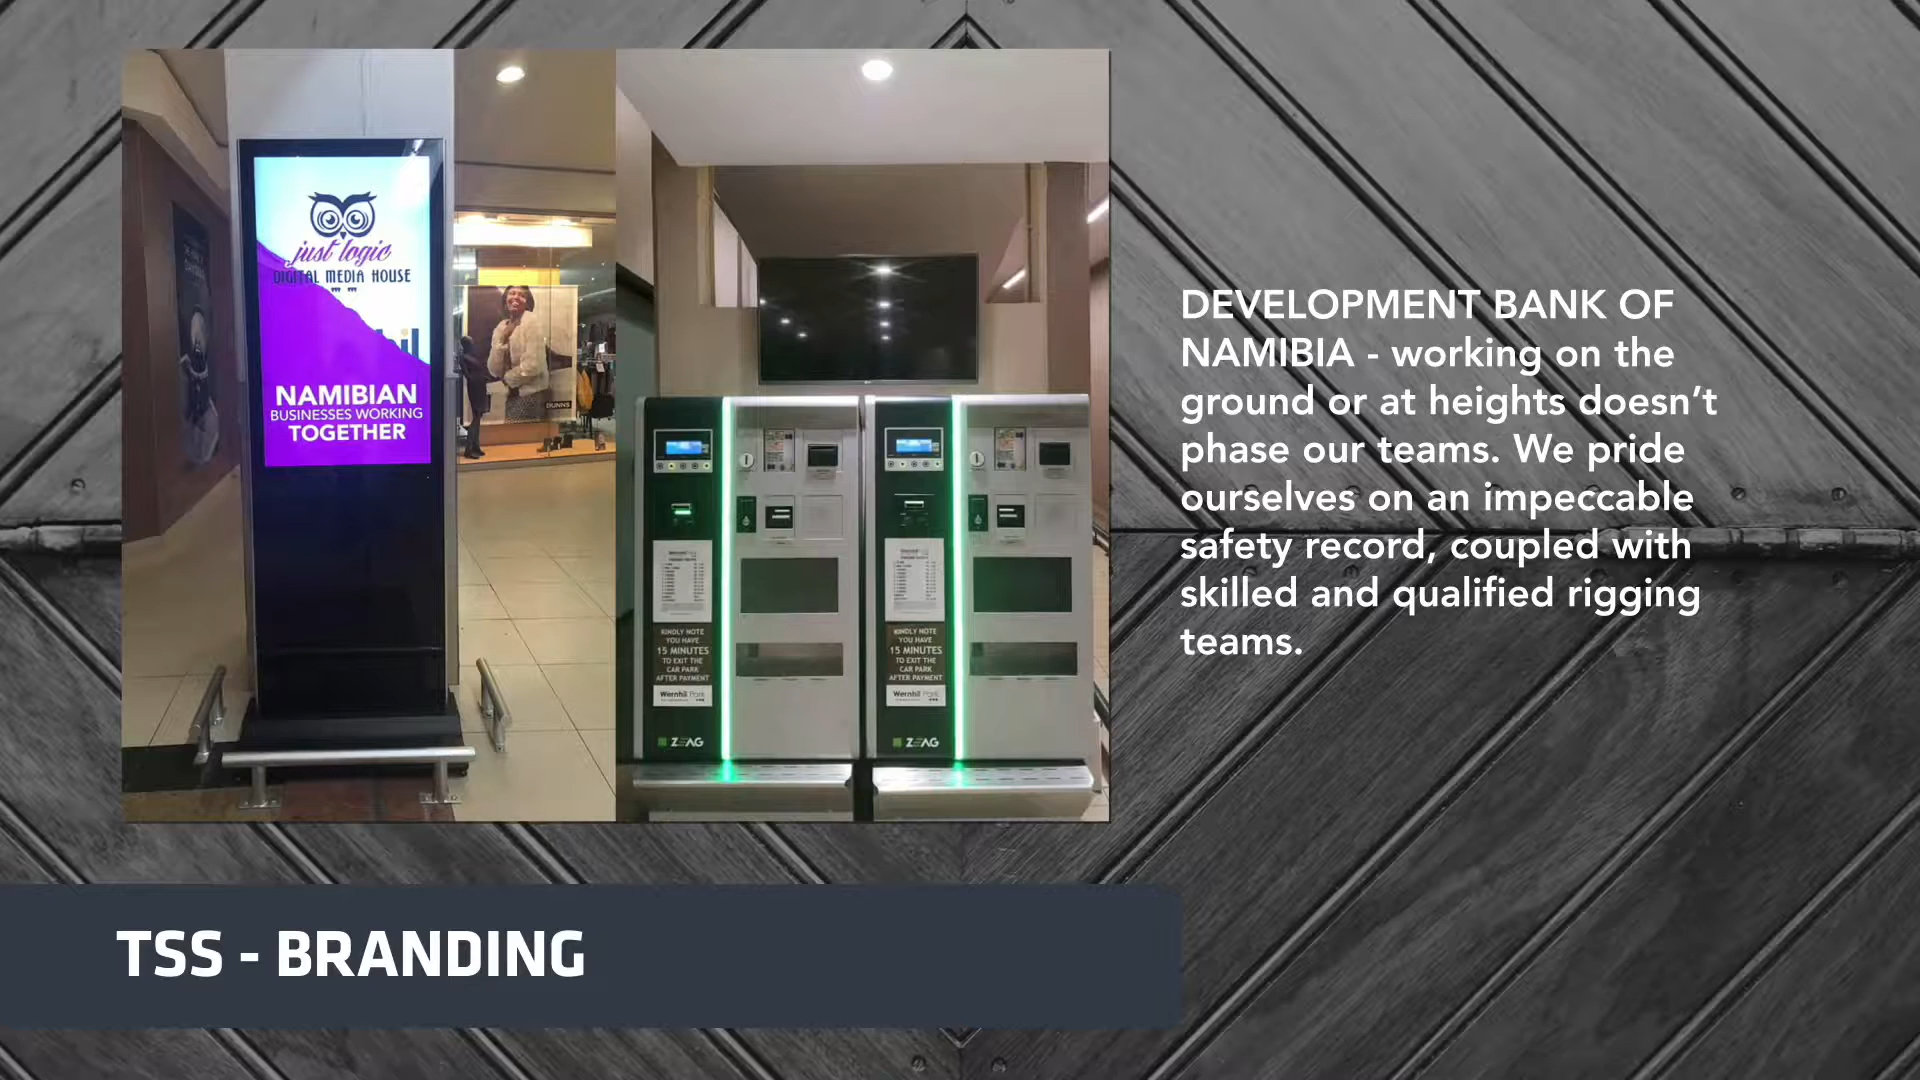 just logic
DIGITAL MEDIA HOUSE
hil
NAMIBIAN
BUSINESSES WORKING
TOGETHER
DUNNS
KINDLY NOTE
YOU HAVE
15 MINUTES
TO EXIT THE
CAR PARK
AFTER PAYMENT
Wernhil Park
ZEAG
KINDLY NOTE
YOU HAVE
15 MINUTES
TO EXIT THE
CAR PARK
AFTER PAYMENT
Wernhil Park
ZEAG
DEVELOPMENT BANK OF
NAMIBIA - working on the
ground or at heights doesn’t
phase our teams. We pride
ourselves on an impeccable
safety record, coupled with
skilled and qualified rigging
teams.
TSS - BRANDING